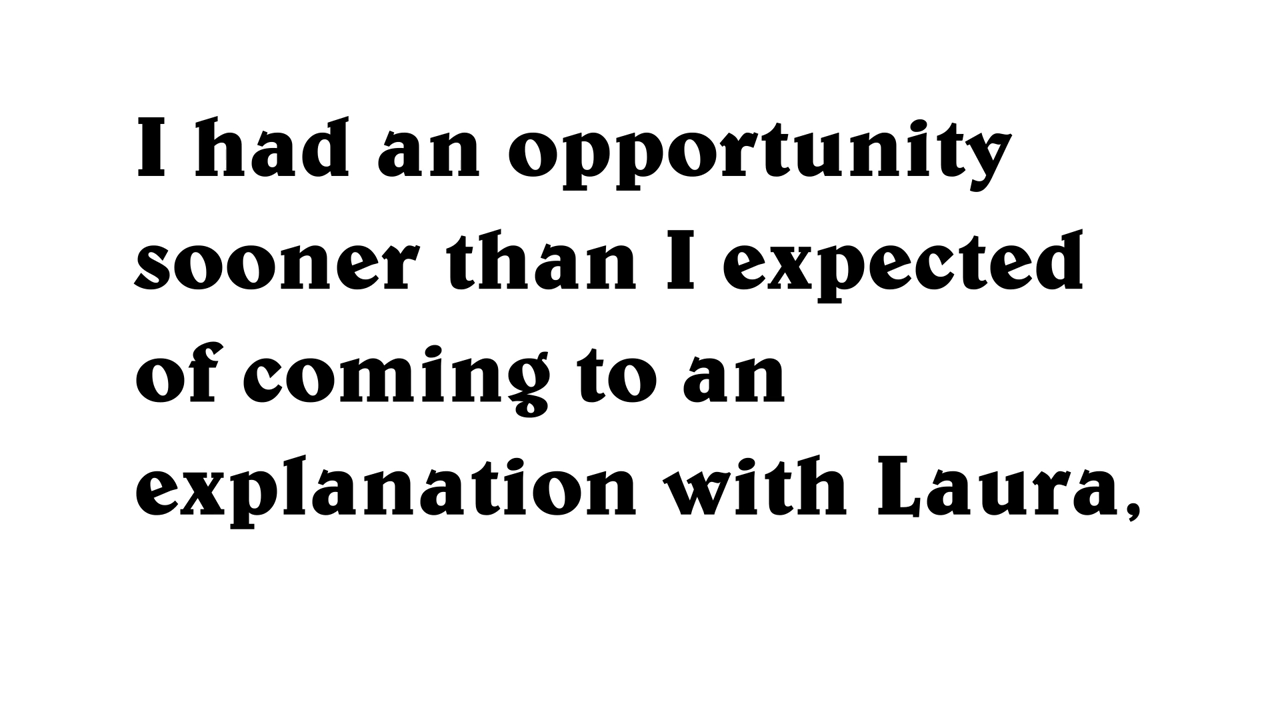 I had an opportunity
sooner than I expected
of coming to an
explanation with Laura,